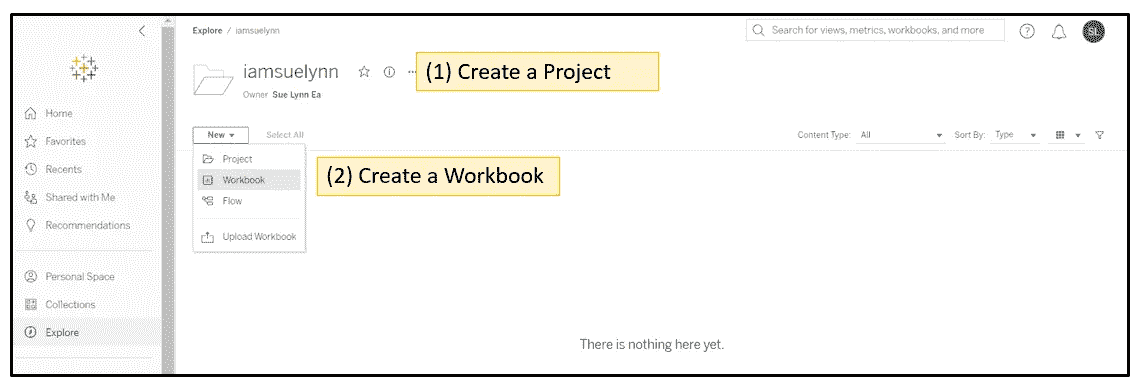 Explore / iamsuelynn
Search for views, metrics, workbooks, and more
SL
iamsuelynn
(1) Create a Project
Owner Sue Lynn Ea
Home
Favorites
Recents
Shared with Me
Recommendations
Personal Space
Collections
Explore
New
Select All
Content Type: All
Sort By: Type
Project
Workbook
Flow
Upload Workbook
(2) Create a Workbook
There is nothing here yet.